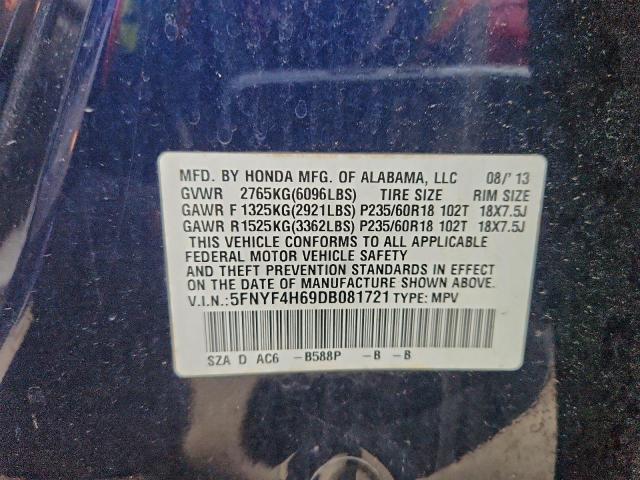 MFD. BY HONDA MFG. OF ALABAMA, LLC 08/'13
GVWR 2765KG(6096LBS) TIRE SIZE RIM SIZE
GAWR F 1325KG(2921LBS) P235/60R18 102T 18X7.5J
GAWR R1525KG(3362LBS) P235/60R18 102T 18X7.5J
THIS VEHICLE CONFORMS TO ALL APPLICABLE
FEDERAL MOTOR VEHICLE SAFETY
AND THEFT PREVENTION STANDARDS IN EFFECT
ON THE DATE OF MANUFACTURE SHOWN ABOVE.
V.I.N.:5FNYF4H69DB081721 TYPE: MPV
SZA D AC6 -B588P -B -B